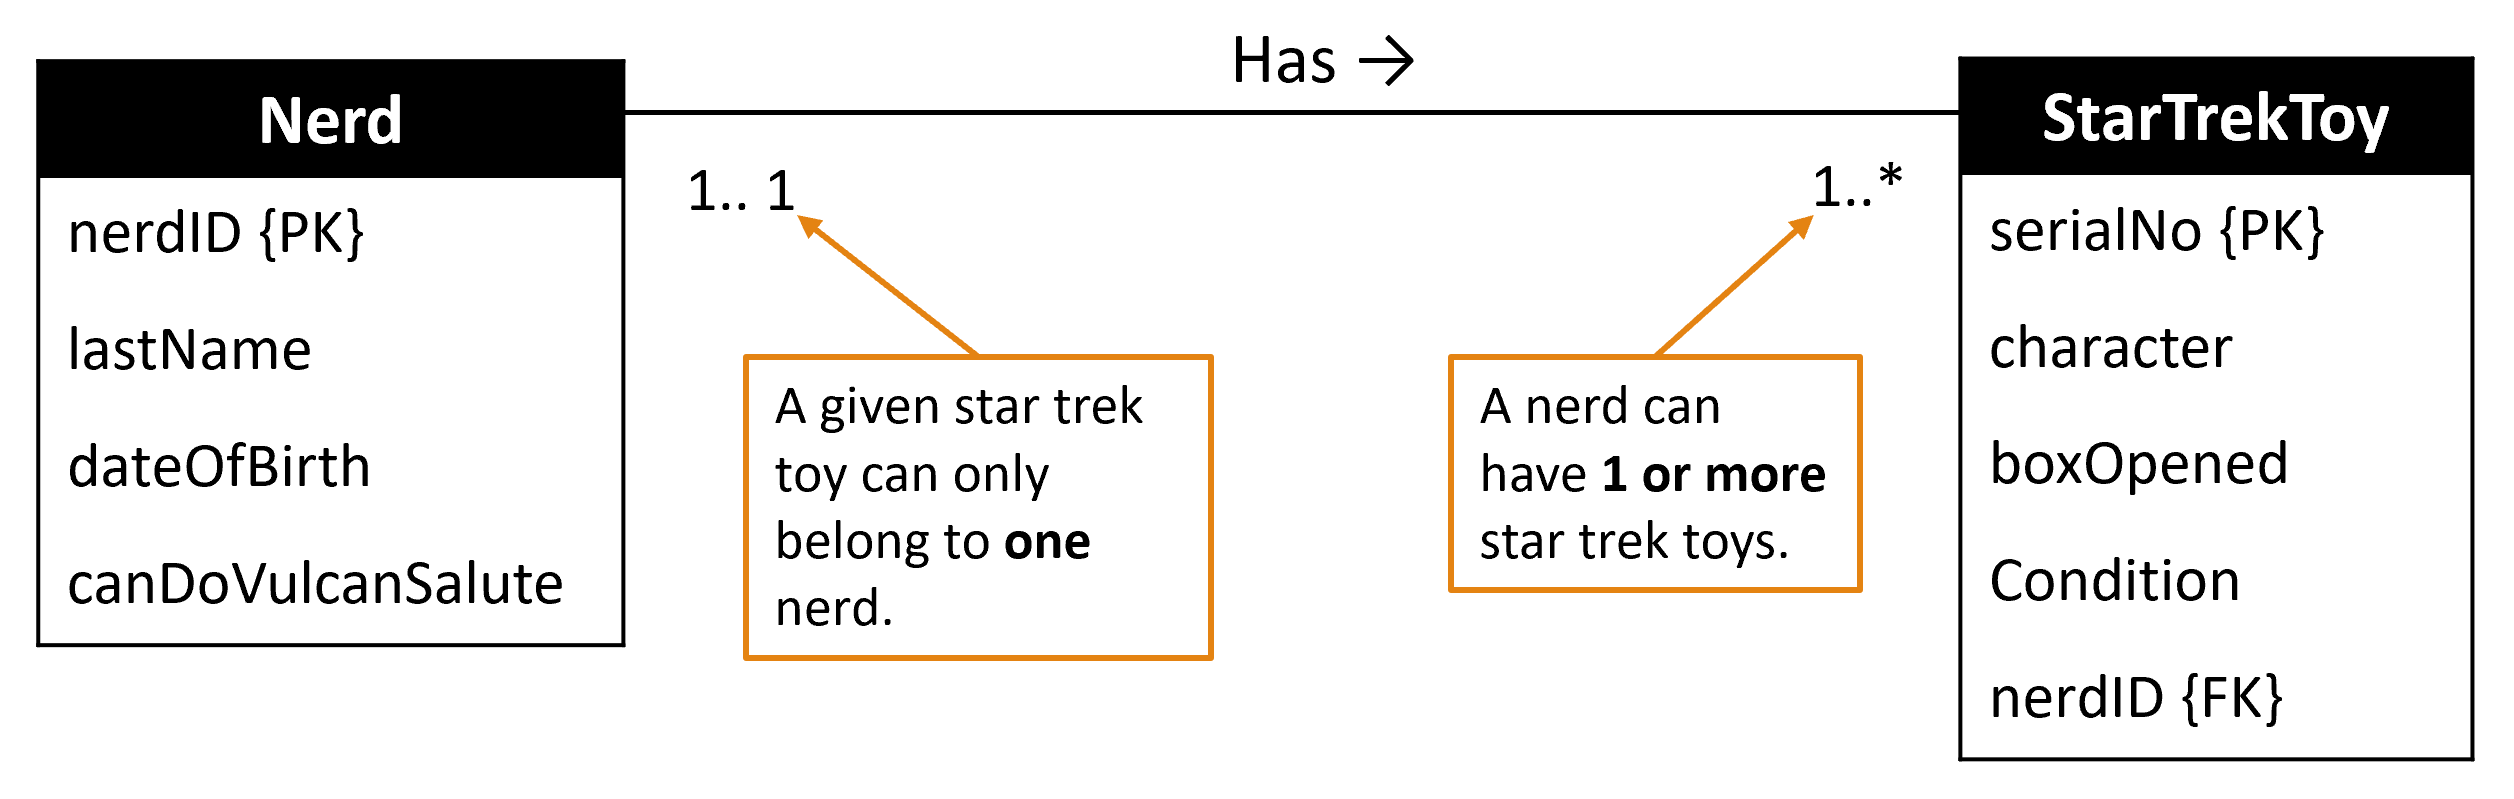 Has →
Nerd
nerdID {PK}
lastName
dateOfBirth
canDoVulcanSalute
1.. 1
A given star trek
toy can only
belong to one
nerd.
1..*
A nerd can
have 1 or more
star trek toys.
StarTrekToy
serialNo {PK}
character
boxOpened
Condition
nerdID {FK}